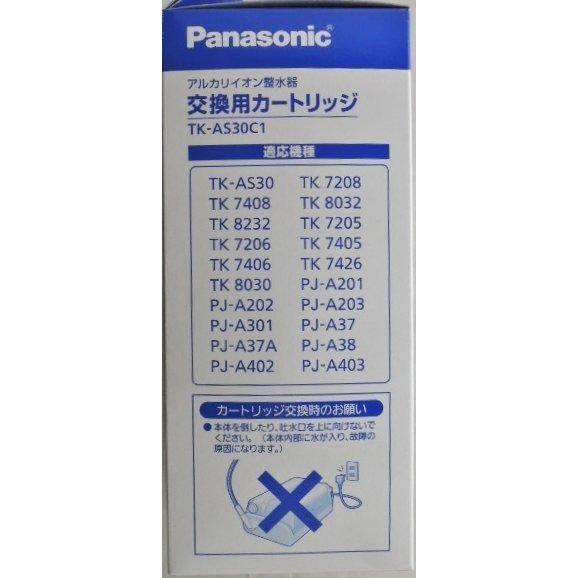 Panasonic
アルカリイオン整水器
交換用カートリッジ
TK-AS30C1
適応機種
TK-AS30 TK 7208
TK 7408 TK 8032
TK 8232 TK 7205
TK 7206 TK 7405
TK 7406 TK 7426
TK 8030 PJ-A201
PJ-A202 PJ-A203
PJ-A301 PJ-A37
PJ-A37A PJ-A38
PJ-A402 PJ-A403
カートリッジ交換時のお願い
●本体を倒したり、吐水口を上に向けないで
ください。（本体内部に水が入り、故障の
原因になります。）